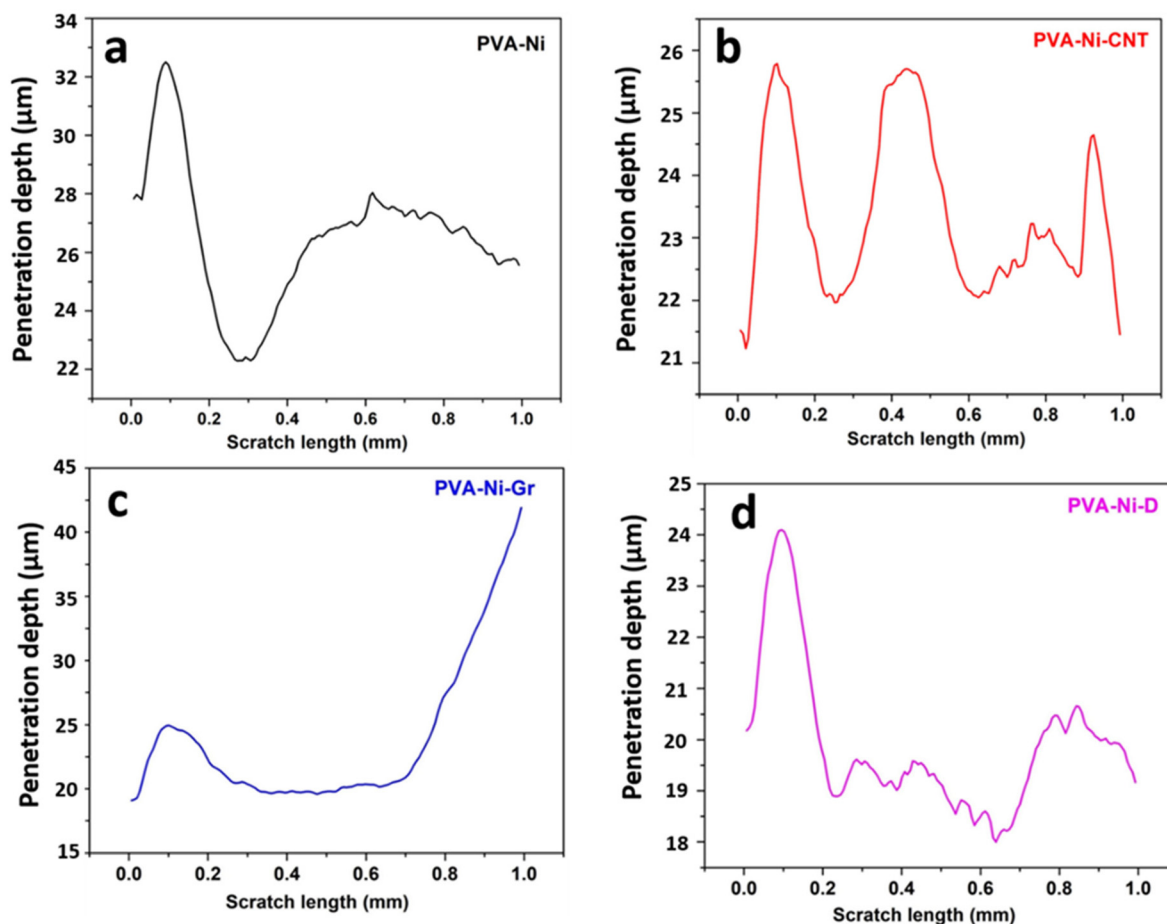 a
PVA-Ni
Penetration depth (µm)
34
32
30
28
26
24
22
0.0 0.2 0.4 0.6 0.8 1.0
Scratch length (mm)
b
PVA-Ni-CNT
Penetration depth (µm)
26
25
24
23
22
21
0.0 0.2 0.4 0.6 0.8 1.0
Scratch length (mm)
c
PVA-Ni-Gr
Penetration depth (µm)
45
40
35
30
25
20
15
0.0 0.2 0.4 0.6 0.8 1.0
Scratch length (mm)
d
PVA-Ni-D
Penetration depth (µm)
25
24
23
22
21
20
19
18
0.0 0.2 0.4 0.6 0.8 1.0
Scratch length (mm)